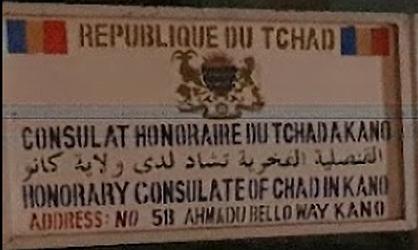 REPUBLIQUE DU TCHAD
CONSULAT HONORAIRE DU TCHAD A KANO
القنصلية الفخرية تشاد لدى ولاية كانو
HONORARY CONSULATE OF CHAD IN KANO
ADDRESS: NO 5B AHMADU BELLO WAY KANO